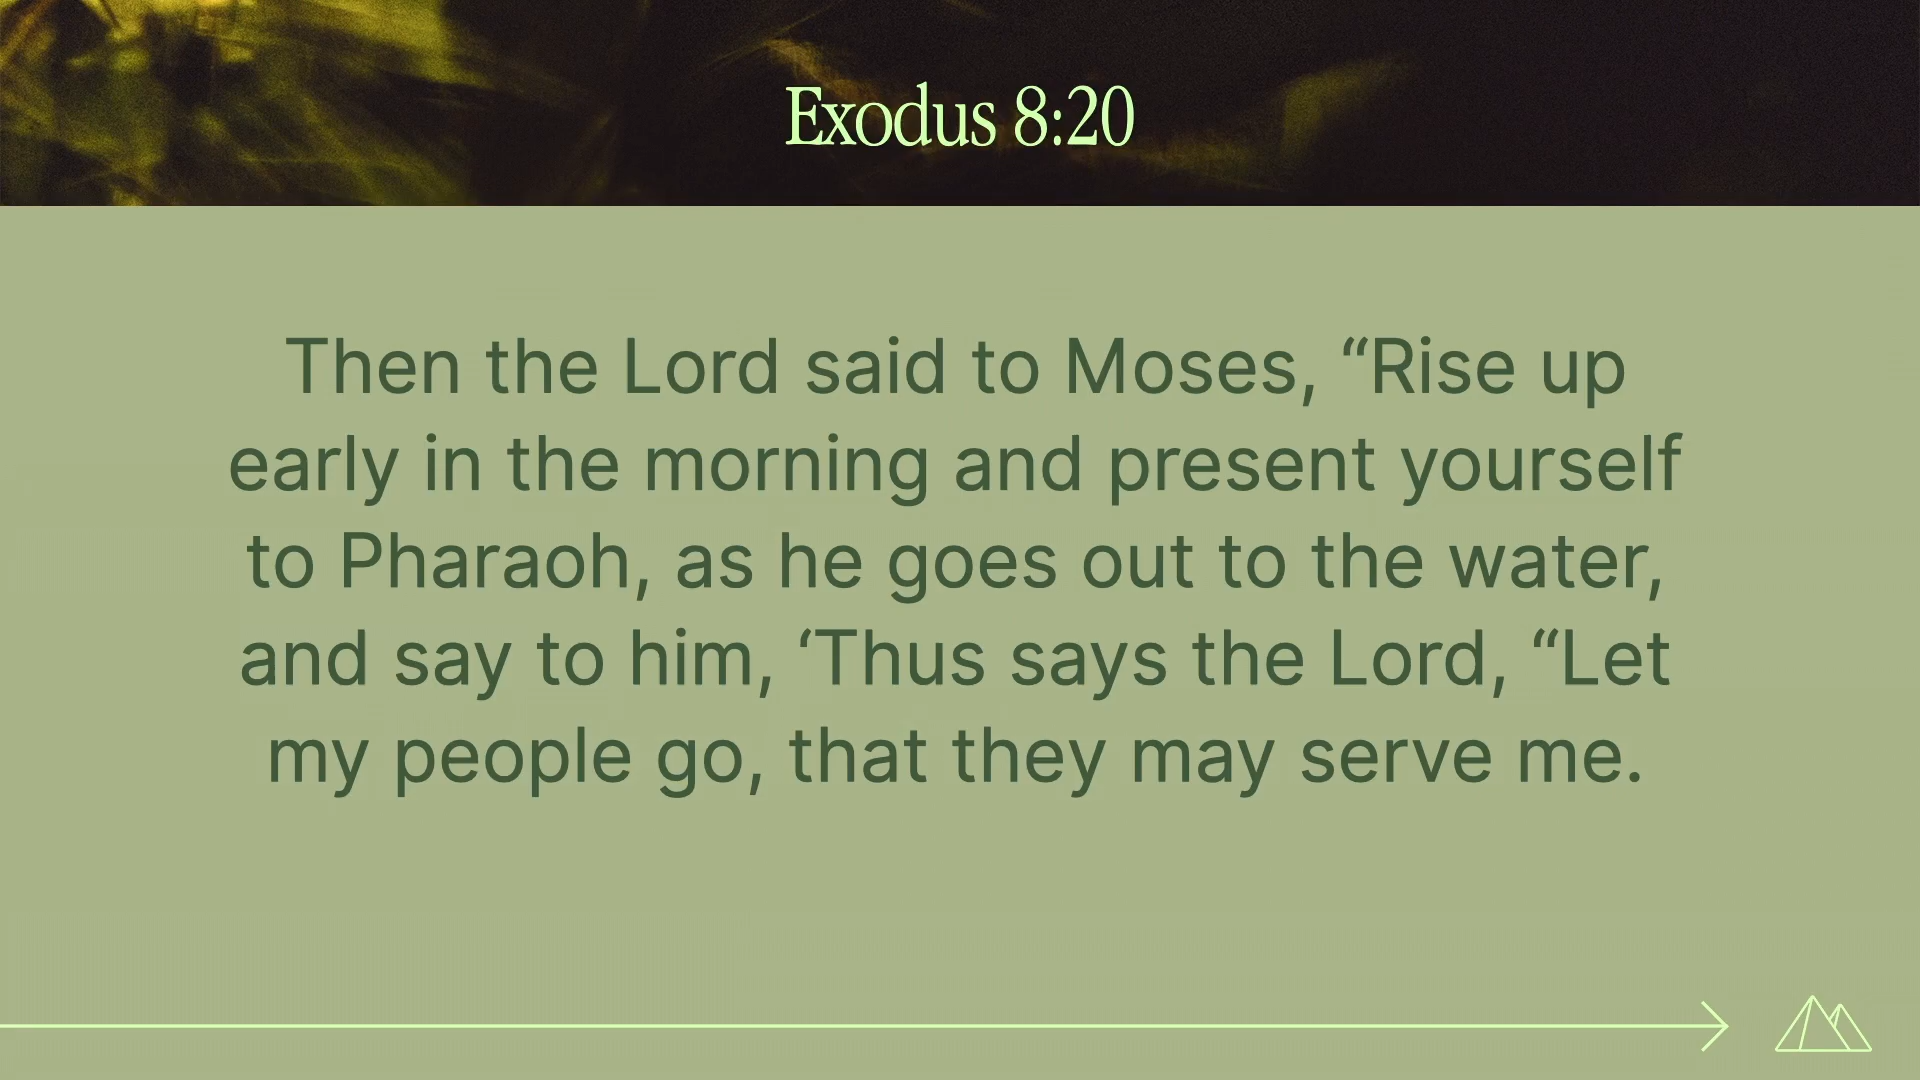 Exodus 8:20
Then the Lord said to Moses, “Rise up
early in the morning and present yourself
to Pharaoh, as he goes out to the water,
and say to him, ‘Thus says the Lord, “Let
my people go, that they may serve me.